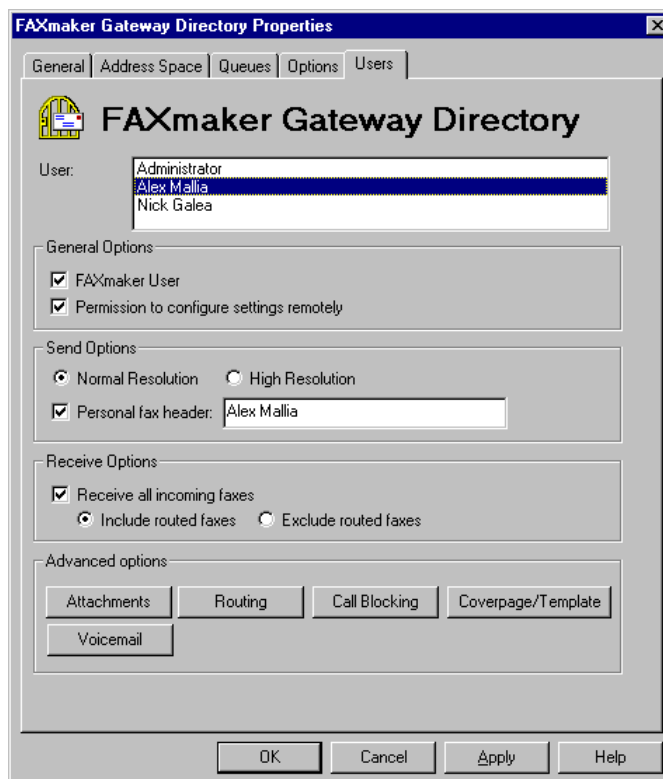 FAXmaker Gateway Directory Properties
General Address Space Queues Options Users
FAXmaker Gateway Directory
User:
Administrator
Alex Mallia
Nick Galea
General Options
FAXmaker User
Permission to configure settings remotely
Send Options
Normal Resolution High Resolution
Personal fax header: Alex Mallia
Receive Options
Receive all incoming faxes
Include routed faxes Exclude routed faxes
Advanced options
Attachments Routing Call Blocking Coverpage/Template
Voicemail
OK Cancel Apply Help